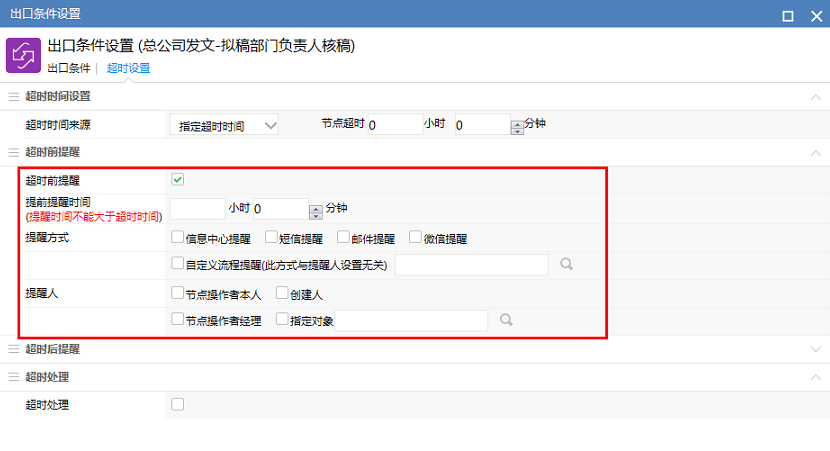 出口条件设置
出口条件设置 (总公司发文-拟稿部门负责人核稿)
出口条件 | 超时设置
超时时间设置
超时时间来源 指定超时时间 节点超时 0 小时 0 分钟
超时前提醒
超时前提醒
提前提醒时间 小时 0 分钟
(提醒时间不能大于超时时间)
提醒方式 信息中心提醒 短信提醒 邮件提醒 微信提醒
自定义流程提醒(此方式与提醒人设置无关)
提醒人 节点操作者本人 创建人
节点操作者经理 指定对象
超时后提醒
超时处理
超时处理